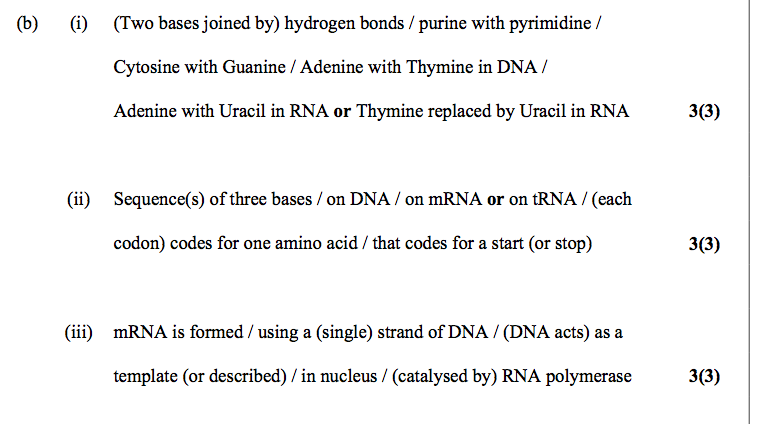 (b) (i) (Two bases joined by) hydrogen bonds / purine with pyrimidine /
Cytosine with Guanine / Adenine with Thymine in DNA /
Adenine with Uracil in RNA or Thymine replaced by Uracil in RNA 3(3)
(ii) Sequence(s) of three bases / on DNA / on mRNA or on tRNA / (each
codon) codes for one amino acid / that codes for a start (or stop) 3(3)
(iii) mRNA is formed / using a (single) strand of DNA / (DNA acts) as a
template (or described) / in nucleus / (catalysed by) RNA polymerase 3(3)